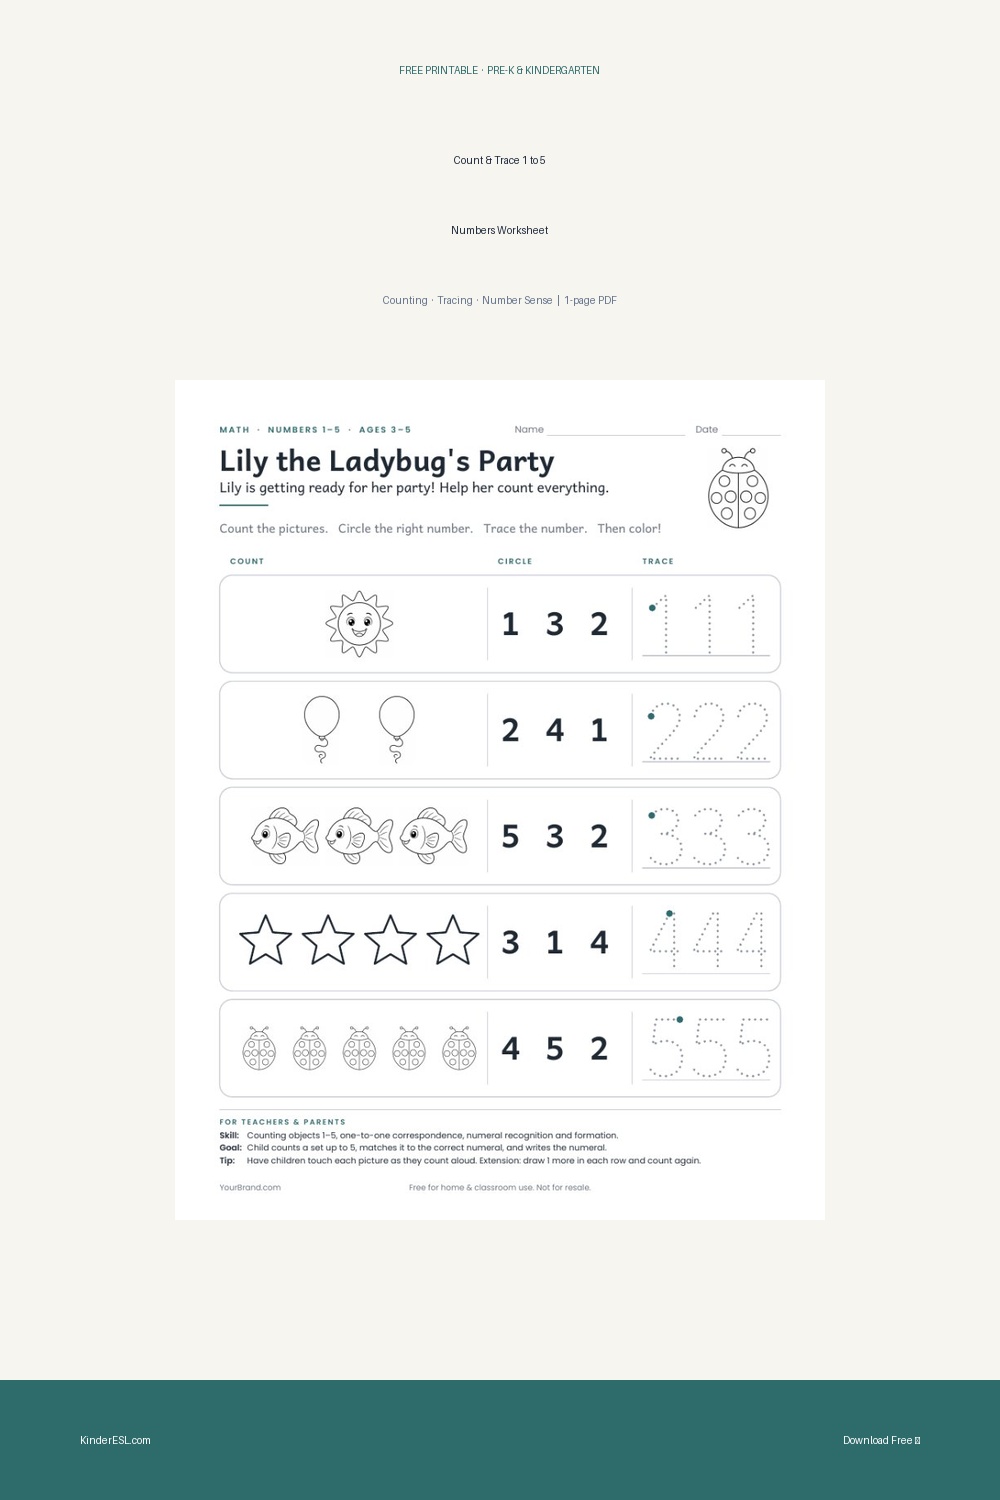 FREE PRINTABLE · PRE-K & KINDERGARTEN
Count & Trace 1 to 5
Numbers Worksheet
Counting · Tracing · Number Sense | 1-page PDF
MATH · NUMBERS 1–5 · AGES 3–5
Name
Date
Lily the Ladybug's Party
Lily is getting ready for her party! Help her count everything.
Count the pictures. Circle the right number. Trace the number. Then color!
COUNT CIRCLE TRACE
1 3 2 1 1 1
2 4 1 2 2 2
5 3 2 3 3 3
3 1 4 4 4 4
4 5 2 5 5 5
FOR TEACHERS & PARENTS
Skill: Counting objects 1–5, one-to-one correspondence, numeral recognition and formation.
Goal: Child counts a set up to 5, matches it to the correct numeral, and writes the numeral.
Tip: Have children touch each picture as they count aloud. Extension: draw 1 more in each row and count again.
YourBrand.com Free for home & classroom use. Not for resale.
KinderESL.com
Download Free